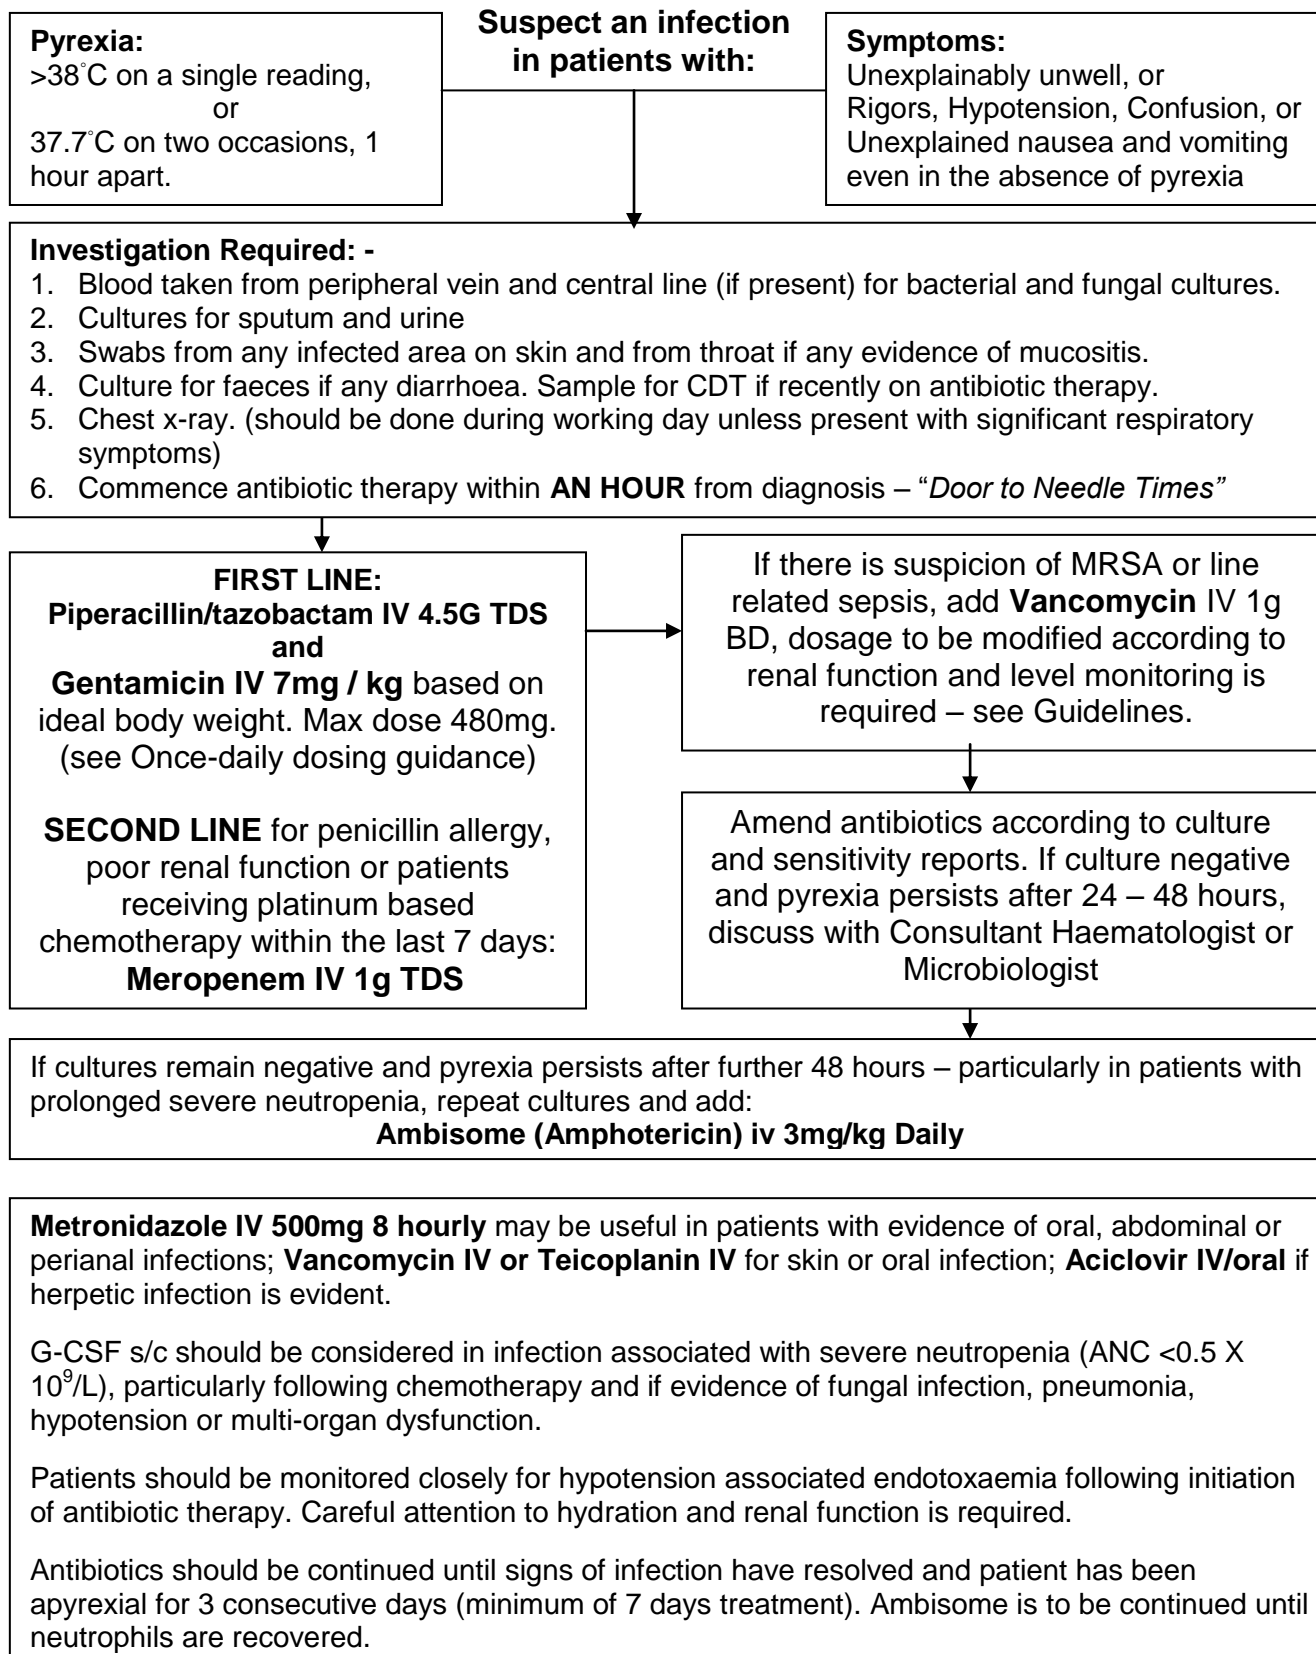 Suspect an infection
in patients with:
Pyrexia:
>38°C on a single reading,
or
37.7°C on two occasions, 1
hour apart.
Symptoms:
Unexplainably unwell, or
Rigors, Hypotension, Confusion, or
Unexplained nausea and vomiting
even in the absence of pyrexia
Investigation Required: -
1. Blood taken from peripheral vein and central line (if present) for bacterial and fungal cultures.
2. Cultures for sputum and urine
3. Swabs from any infected area on skin and from throat if any evidence of mucositis.
4. Culture for faeces if any diarrhoea. Sample for CDT if recently on antibiotic therapy.
5. Chest x-ray. (should be done during working day unless present with significant respiratory
symptoms)
6. Commence antibiotic therapy within AN HOUR from diagnosis – “Door to Needle Times”
FIRST LINE:
Piperacillin/tazobactam IV 4.5G TDS
and
Gentamicin IV 7mg / kg based on
ideal body weight. Max dose 480mg.
(see Once-daily dosing guidance)
SECOND LINE for penicillin allergy,
poor renal function or patients
receiving platinum based
chemotherapy within the last 7 days:
Meropenem IV 1g TDS
If there is suspicion of MRSA or line
related sepsis, add Vancomycin IV 1g
BD, dosage to be modified according to
renal function and level monitoring is
required – see Guidelines.
Amend antibiotics according to culture
and sensitivity reports. If culture negative
and pyrexia persists after 24 – 48 hours,
discuss with Consultant Haematologist or
Microbiologist
If cultures remain negative and pyrexia persists after further 48 hours – particularly in patients with
prolonged severe neutropenia, repeat cultures and add:
Ambisome (Amphotericin) iv 3mg/kg Daily
Metronidazole IV 500mg 8 hourly may be useful in patients with evidence of oral, abdominal or
perianal infections; Vancomycin IV or Teicoplanin IV for skin or oral infection; Aciclovir IV/oral if
herpetic infection is evident.
G-CSF s/c should be considered in infection associated with severe neutropenia (ANC <0.5 X
10⁹/L), particularly following chemotherapy and if evidence of fungal infection, pneumonia,
hypotension or multi-organ dysfunction.
Patients should be monitored closely for hypotension associated endotoxaemia following initiation
of antibiotic therapy. Careful attention to hydration and renal function is required.
Antibiotics should be continued until signs of infection have resolved and patient has been
apyrexial for 3 consecutive days (minimum of 7 days treatment). Ambisome is to be continued until
neutrophils are recovered.